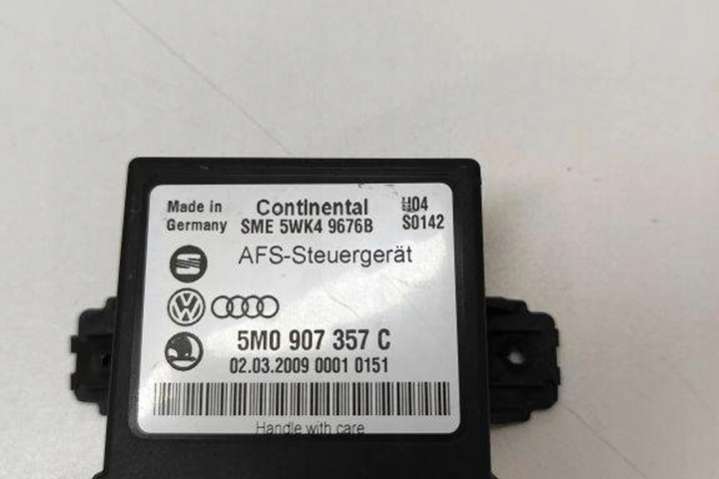 Made in Continental H04
Germany SME 5WK4 9676B S0142
AFS-Steuergerät
5M0 907 357 C
02.03.2009 0001 0151
Handle with care